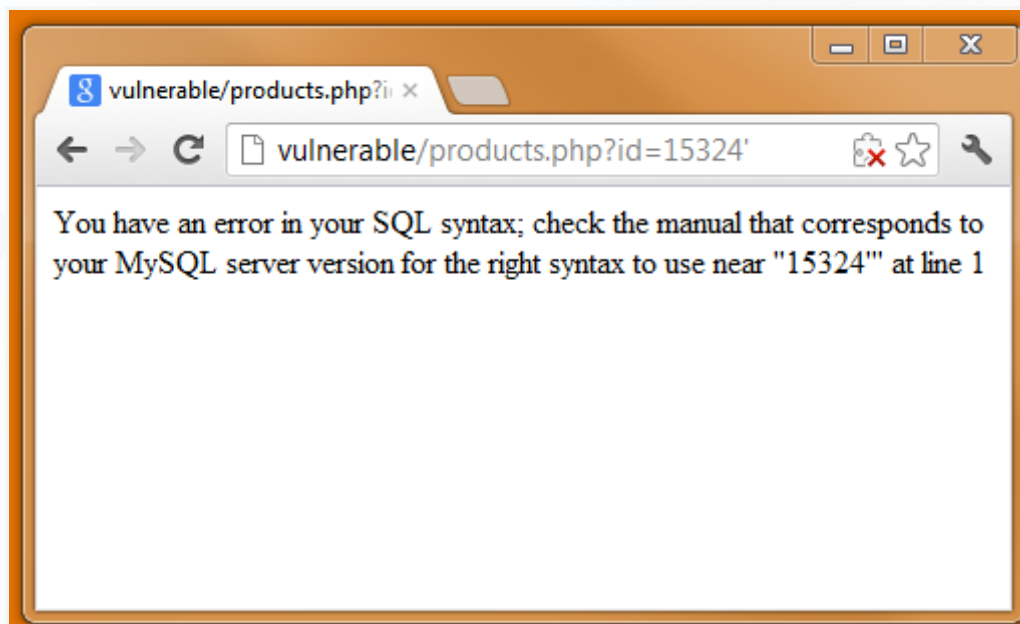 vulnerable/products.php?i
vulnerable/products.php?id=15324'
You have an error in your SQL syntax; check the manual that corresponds to
your MySQL server version for the right syntax to use near "15324'" at line 1